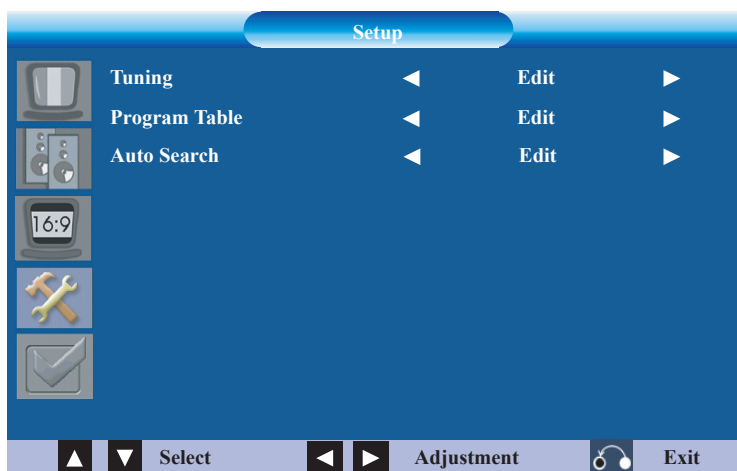 Setup
Tuning ◀ Edit ▶
Program Table ◀ Edit ▶
Auto Search ◀ Edit ▶
16:9
▲ ▼ Select ◀ ▶ Adjustment Exit